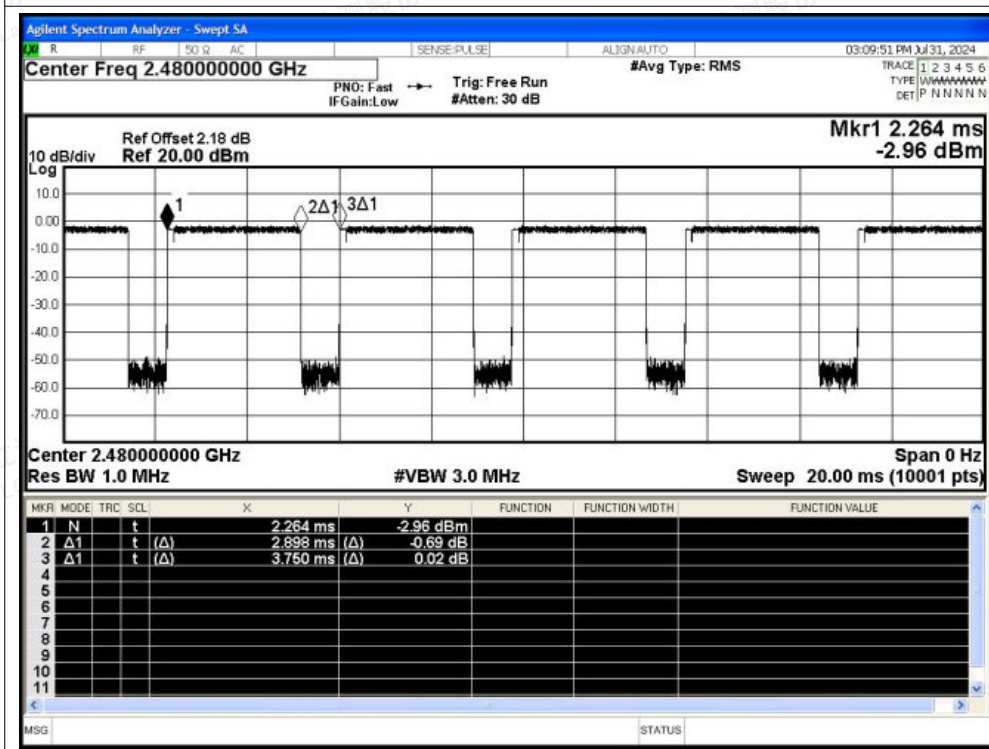 Agilent Spectrum Analyzer - Swept SA
R RF 50 Ω AC SENSE:PULSE ALIGN AUTO 03:09:51 PM Jul 31, 2024
Center Freq 2.480000000 GHz
PNO: Fast
IFGain:Low
Trig: Free Run
#Atten: 30 dB
#Avg Type: RMS
TRACE 1 2 3 4 5 6
TYPE WWWWWW
DET P N N N N N
Mkr1 2.264 ms
-2.96 dBm
Ref Offset 2.18 dB
10 dB/div Ref 20.00 dBm
Log
10.0
0.00
-10.0
-20.0
-30.0
-40.0
-50.0
-60.0
-70.0
1 2Δ1 3Δ1
Center 2.480000000 GHz Span 0 Hz
Res BW 1.0 MHz #VBW 3.0 MHz Sweep 20.00 ms (10001 pts)
MKR MODE TRC SCL X Y FUNCTION FUNCTION WIDTH FUNCTION VALUE
1 N t 2.264 ms -2.96 dBm
2 Δ1 t (Δ) 2.898 ms (Δ) -0.69 dB
3 Δ1 t (Δ) 3.750 ms (Δ) 0.02 dB
4
5
6
7
8
9
10
11
MSG STATUS